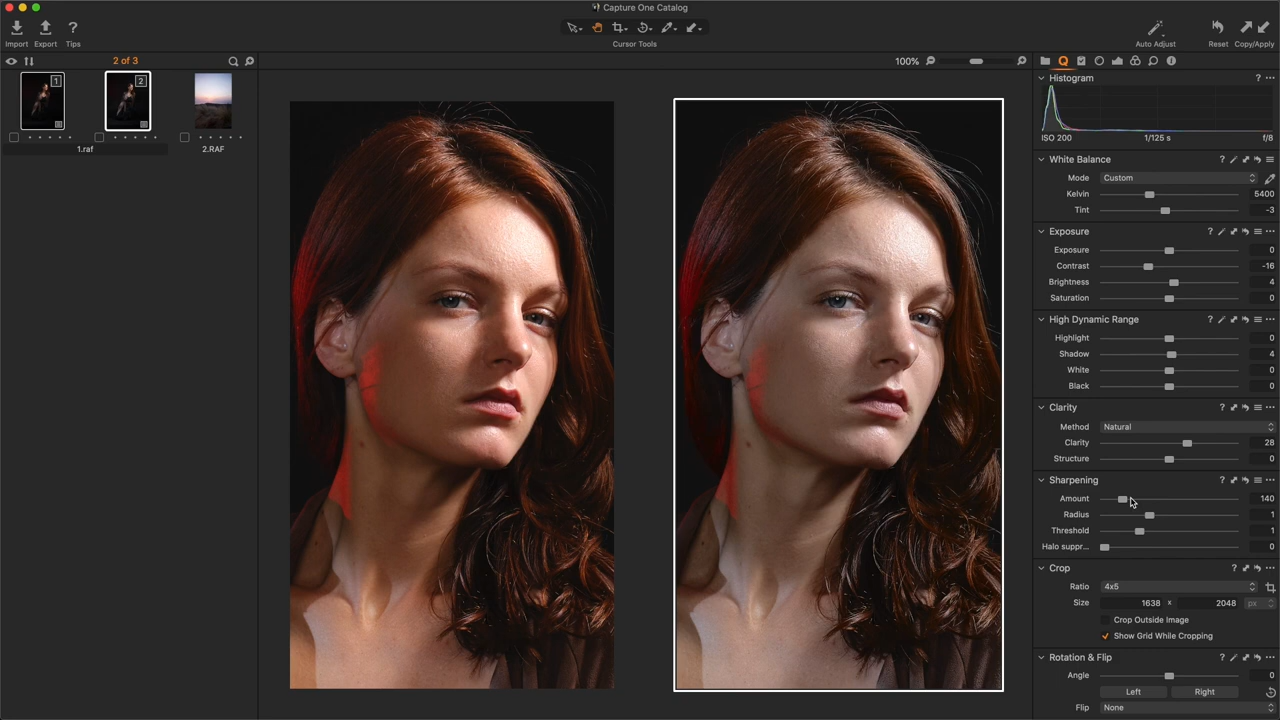 Capture One Catalog
Import
Export
Tips
Cursor Tools
Auto Adjust
Reset
Copy/Apply
2 of 3
100%
1
2
1.raf
2.RAF
Histogram
ISO 200
1/125 s
f/8
White Balance
Mode
Custom
Kelvin
5400
Tint
-3
Exposure
Exposure
0
Contrast
-16
Brightness
4
Saturation
0
High Dynamic Range
Highlight
0
Shadow
4
White
0
Black
0
Clarity
Method
Natural
Clarity
28
Structure
0
Sharpening
Amount
140
Radius
1
Threshold
1
Halo suppr...
0
Crop
Ratio
4x5
Size
1638 x 2048 px
Crop Outside Image
Show Grid While Cropping
Rotation & Flip
Angle
0
Left
Right
Flip
None